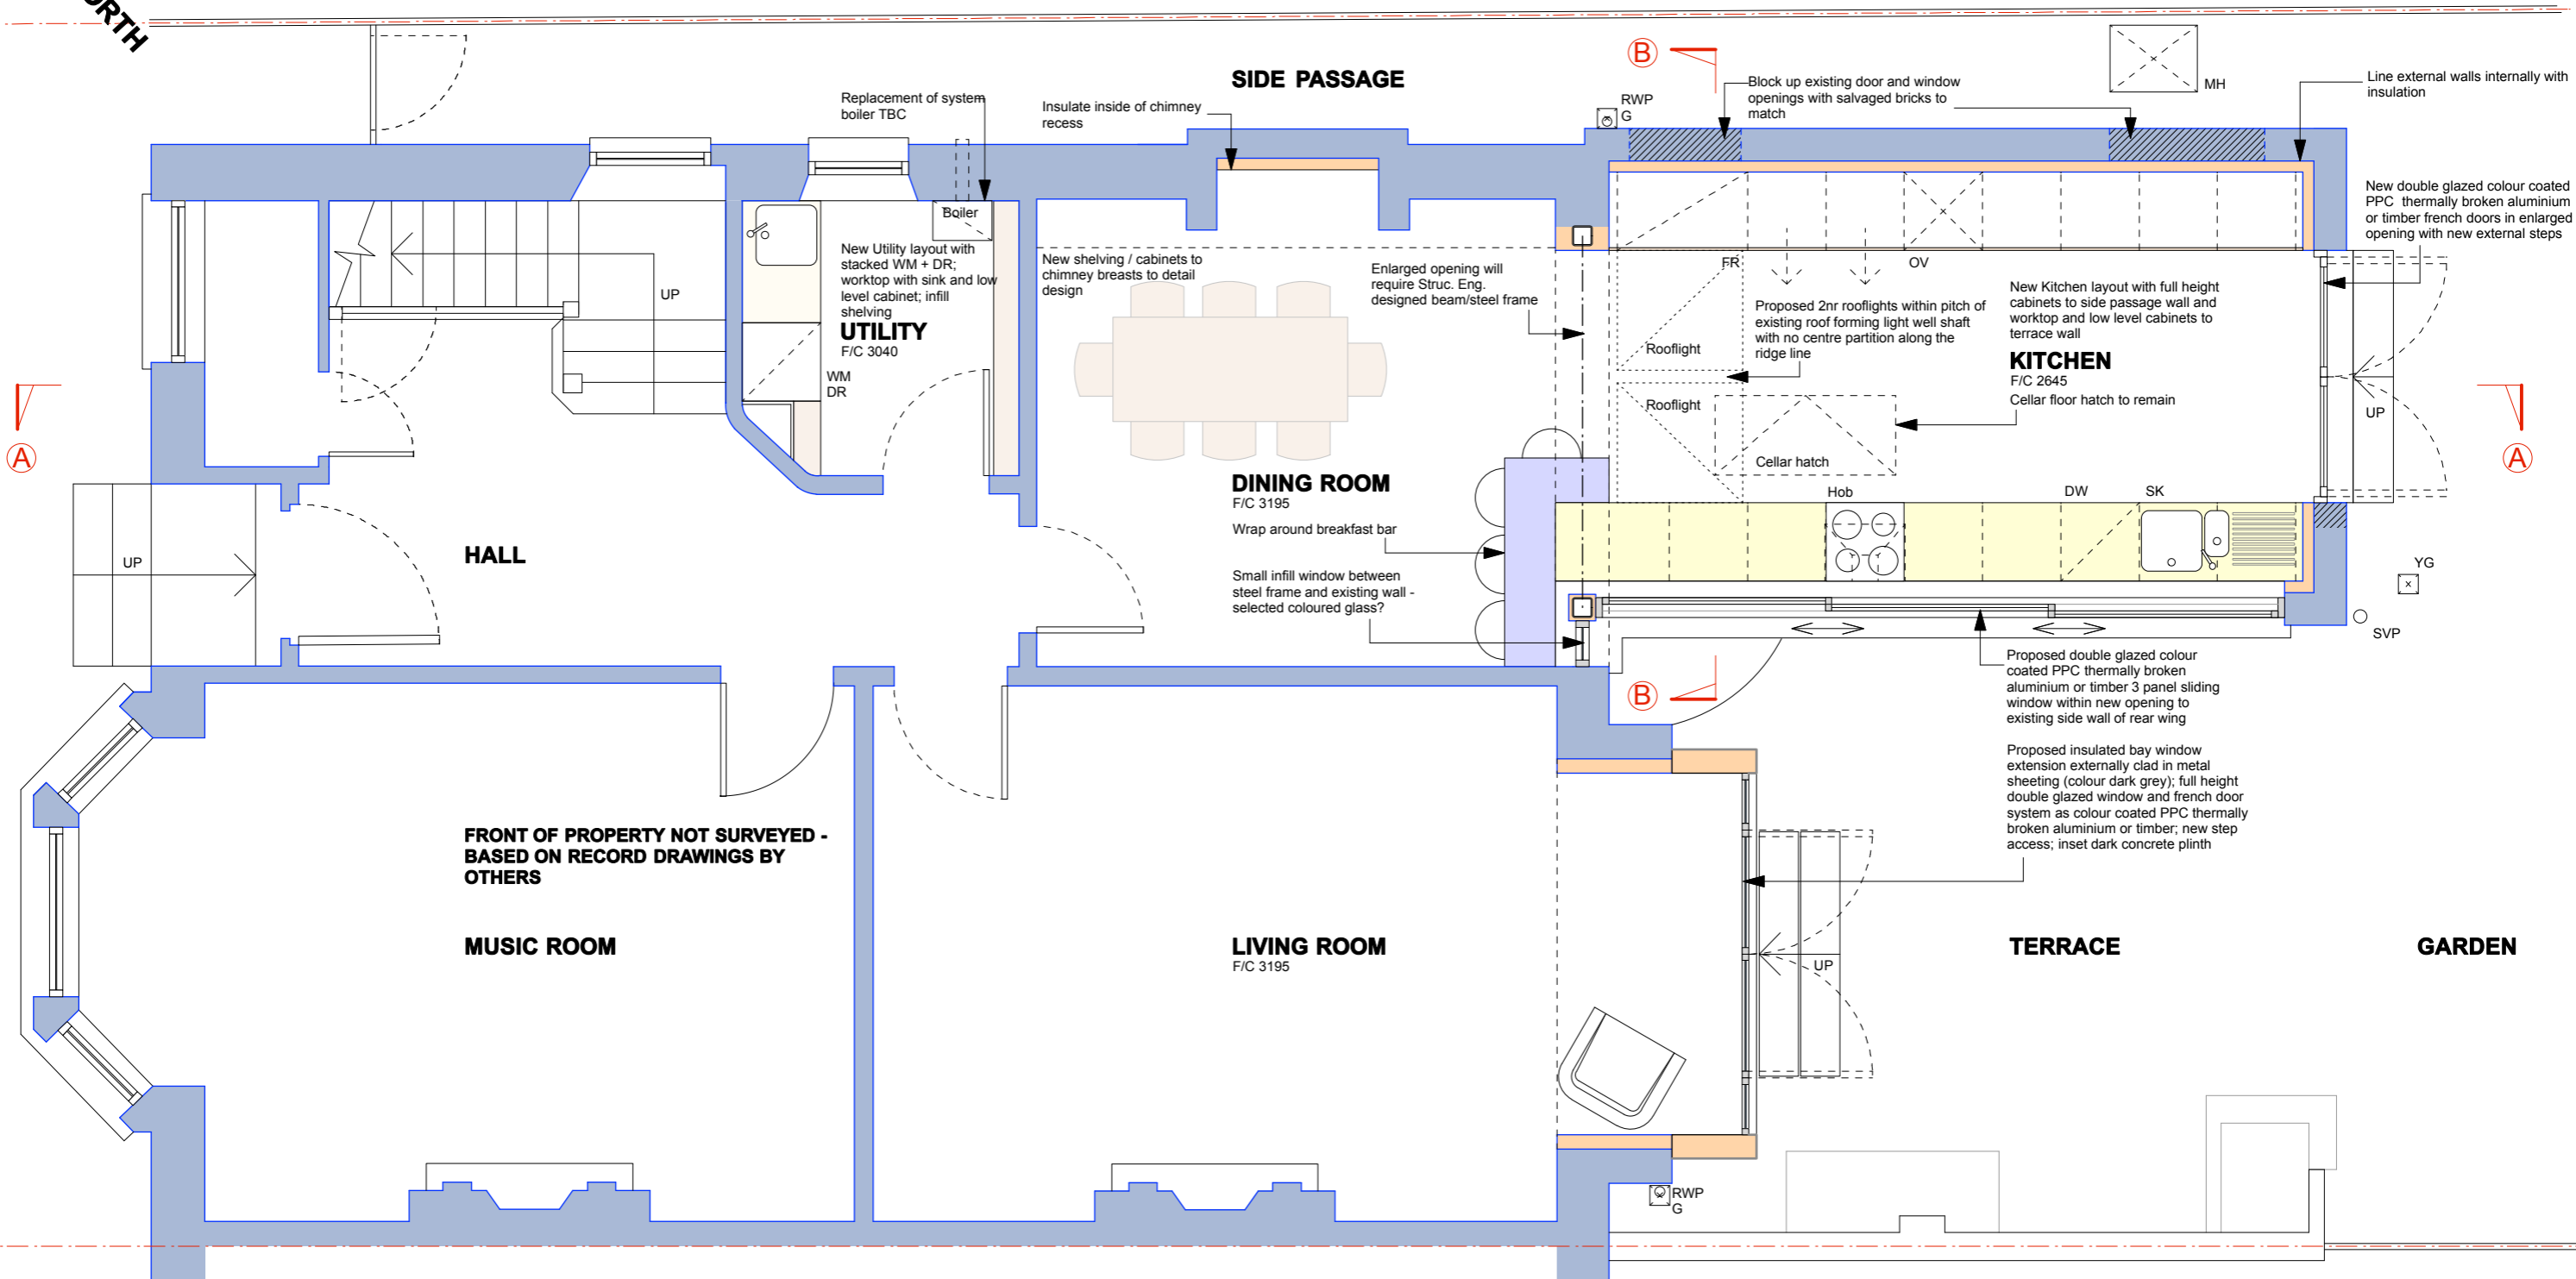 ORTH
SIDE PASSAGE
B
Block up existing door and window
openings with salvaged bricks to
match
MH
Line external walls internally with
insulation
Replacement of system
boiler TBC
Insulate inside of chimney
recess
RWP
G
New double glazed colour coated
PPC thermally broken aluminium
or timber french doors in enlarged
opening with new external steps
Boiler
New Utility layout with
stacked WM + DR;
worktop with sink and low
level cabinet; infill
shelving
UTILITY
F/C 3040
WM
DR
UP
New shelving / cabinets to
chimney breasts to detail
design
Enlarged opening will
require Struc. Eng.
designed beam/steel frame
FR
OV
Proposed 2nr rooflights within pitch of
existing roof forming light well shaft
with no centre partition along the
ridge line
Rooflight
Rooflight
New Kitchen layout with full height
cabinets to side passage wall and
worktop and low level cabinets to
terrace wall
KITCHEN
F/C 2645
Cellar floor hatch to remain
UP
A
A
Cellar hatch
DINING ROOM
F/C 3195
Wrap around breakfast bar
Hob
DW
SK
UP
HALL
Small infill window between
steel frame and existing wall -
selected coloured glass?
YG
SVP
B
Proposed double glazed colour
coated PPC thermally broken
aluminium or timber 3 panel sliding
window within new opening to
existing side wall of rear wing
Proposed insulated bay window
extension externally clad in metal
sheeting (colour dark grey); full height
double glazed window and french door
system as colour coated PPC thermally
broken aluminium or timber; new step
access; inset dark concrete plinth
FRONT OF PROPERTY NOT SURVEYED -
BASED ON RECORD DRAWINGS BY
OTHERS
MUSIC ROOM
LIVING ROOM
F/C 3195
UP
TERRACE
GARDEN
RWP
G